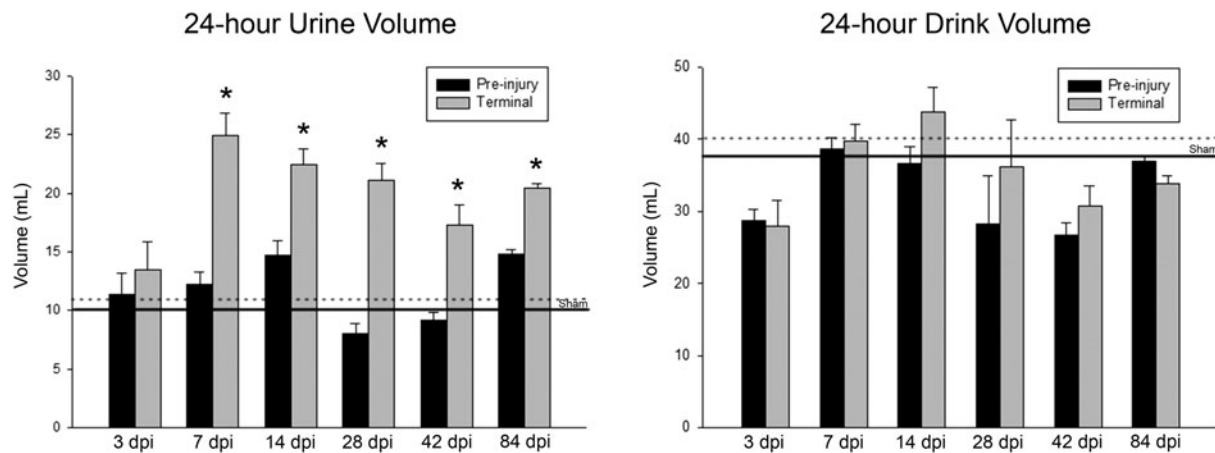 24-hour Urine Volume
Volume (mL)
30
25
20
15
10
5
0
Pre-injury
Terminal
*
*
*
*
*
Sham
3 dpi 7 dpi 14 dpi 28 dpi 42 dpi 84 dpi
24-hour Drink Volume
Volume (mL)
50
40
30
20
10
0
Pre-injury
Terminal
Sham
3 dpi 7 dpi 14 dpi 28 dpi 42 dpi 84 dpi